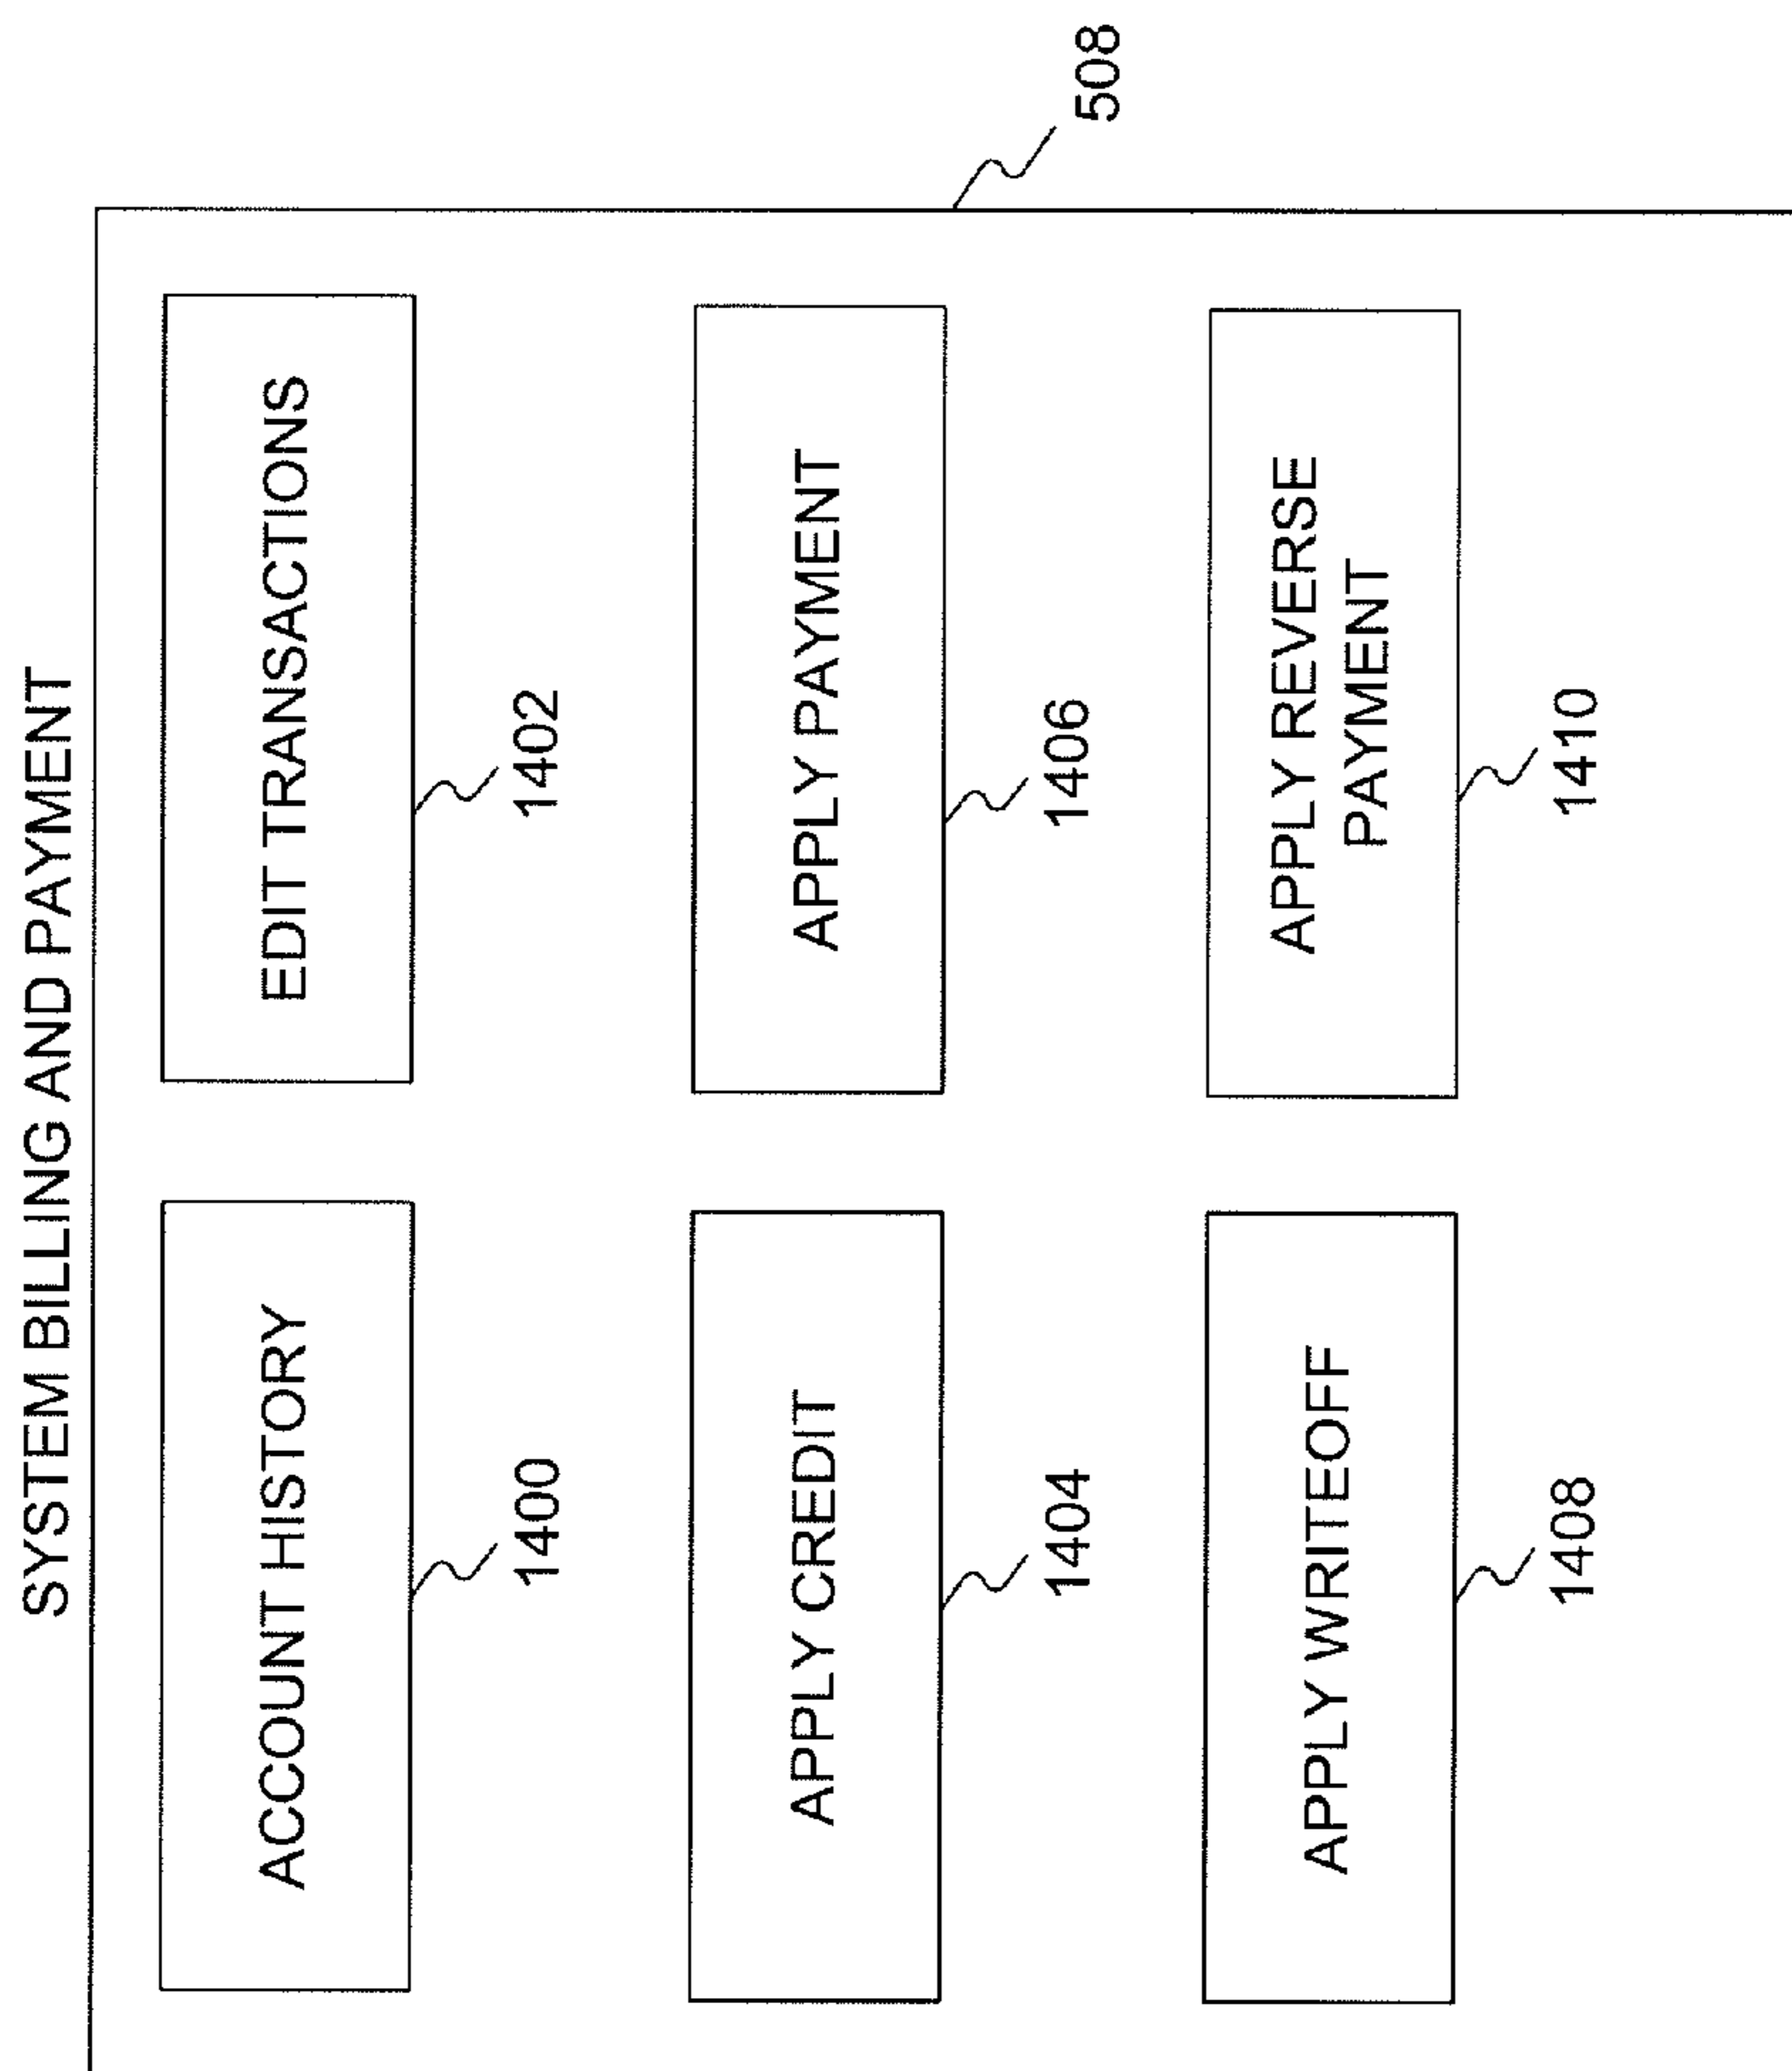 SYSTEM BILLING AND PAYMENT
ACCOUNT HISTORY
1400
EDIT TRANSACTIONS
1402
APPLY CREDIT
1404
APPLY PAYMENT
1406
APPLY WRITEOFF
1408
APPLY REVERSE
PAYMENT
1410
508